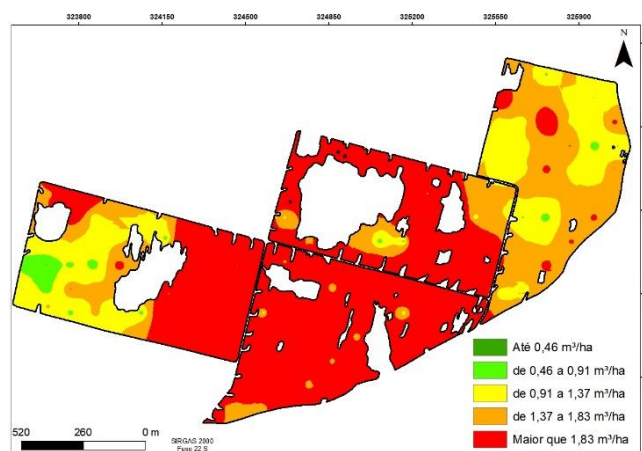 323800 324150 324500 324850 325200 325550 325900
N
Até 0,46 m³/ha
de 0,46 a 0,91 m³/ha
de 0,91 a 1,37 m³/ha
de 1,37 a 1,83 m³/ha
Maior que 1,83 m³/ha
520 260 0 m
SIRGAS 2000
Fuso 22 S